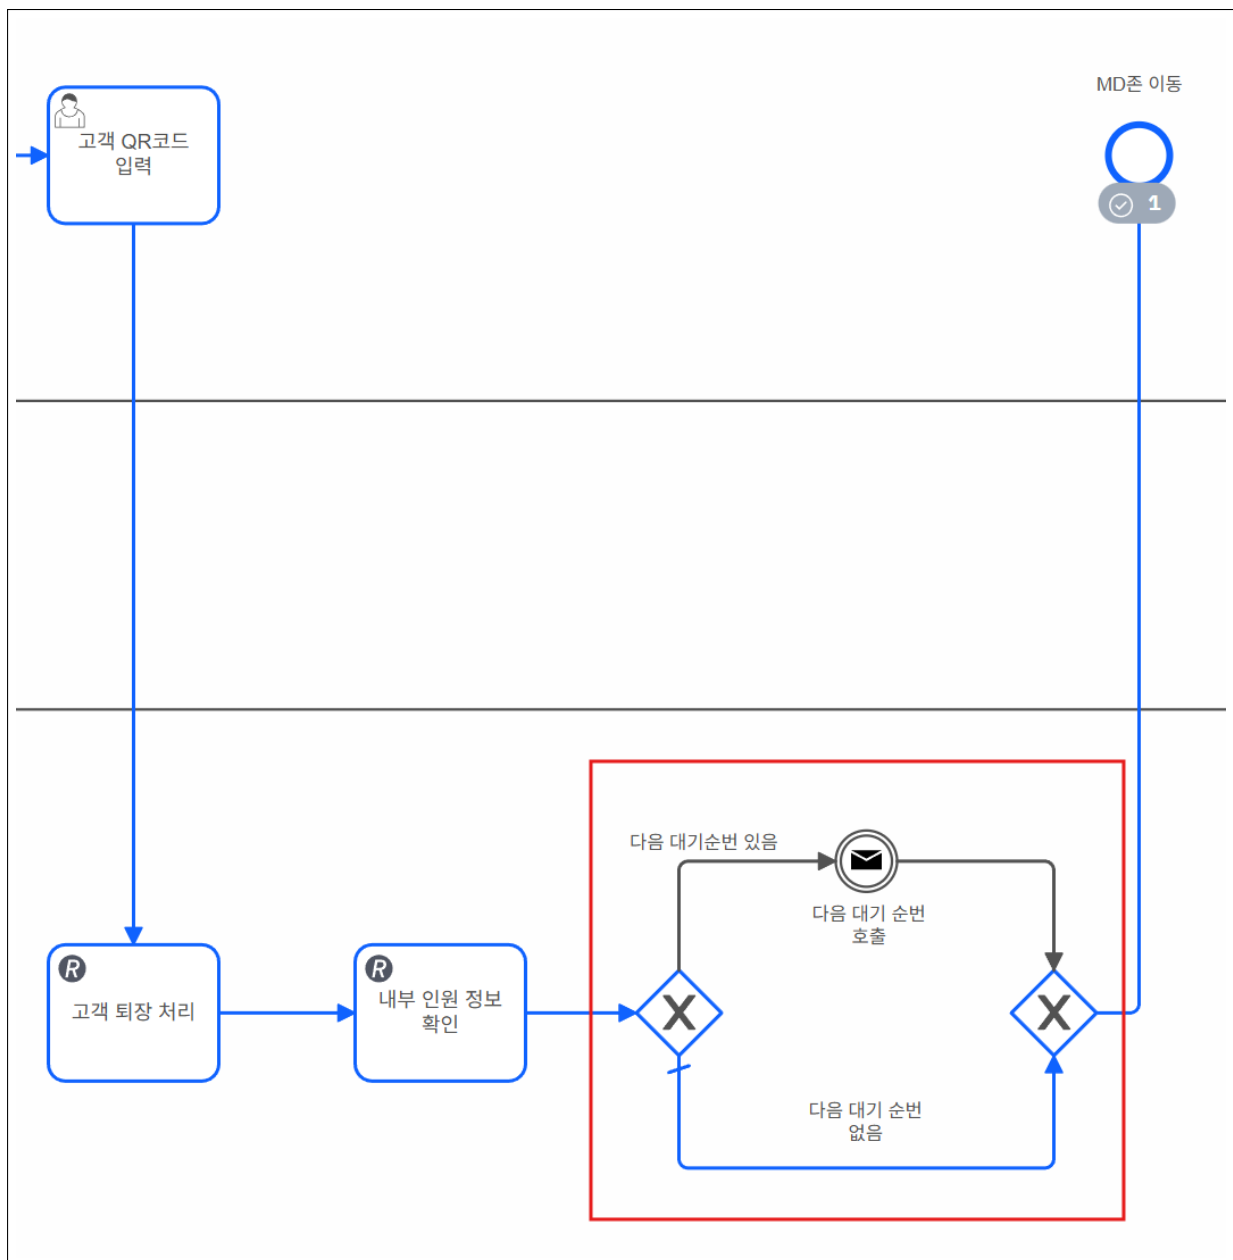 MD존 이동
고객 QR코드
입력
1
다음 대기순번 있음
다음 대기 순번
호출
R
고객 퇴장 처리
R
내부 인원 정보
확인
X
X
다음 대기 순번
없음